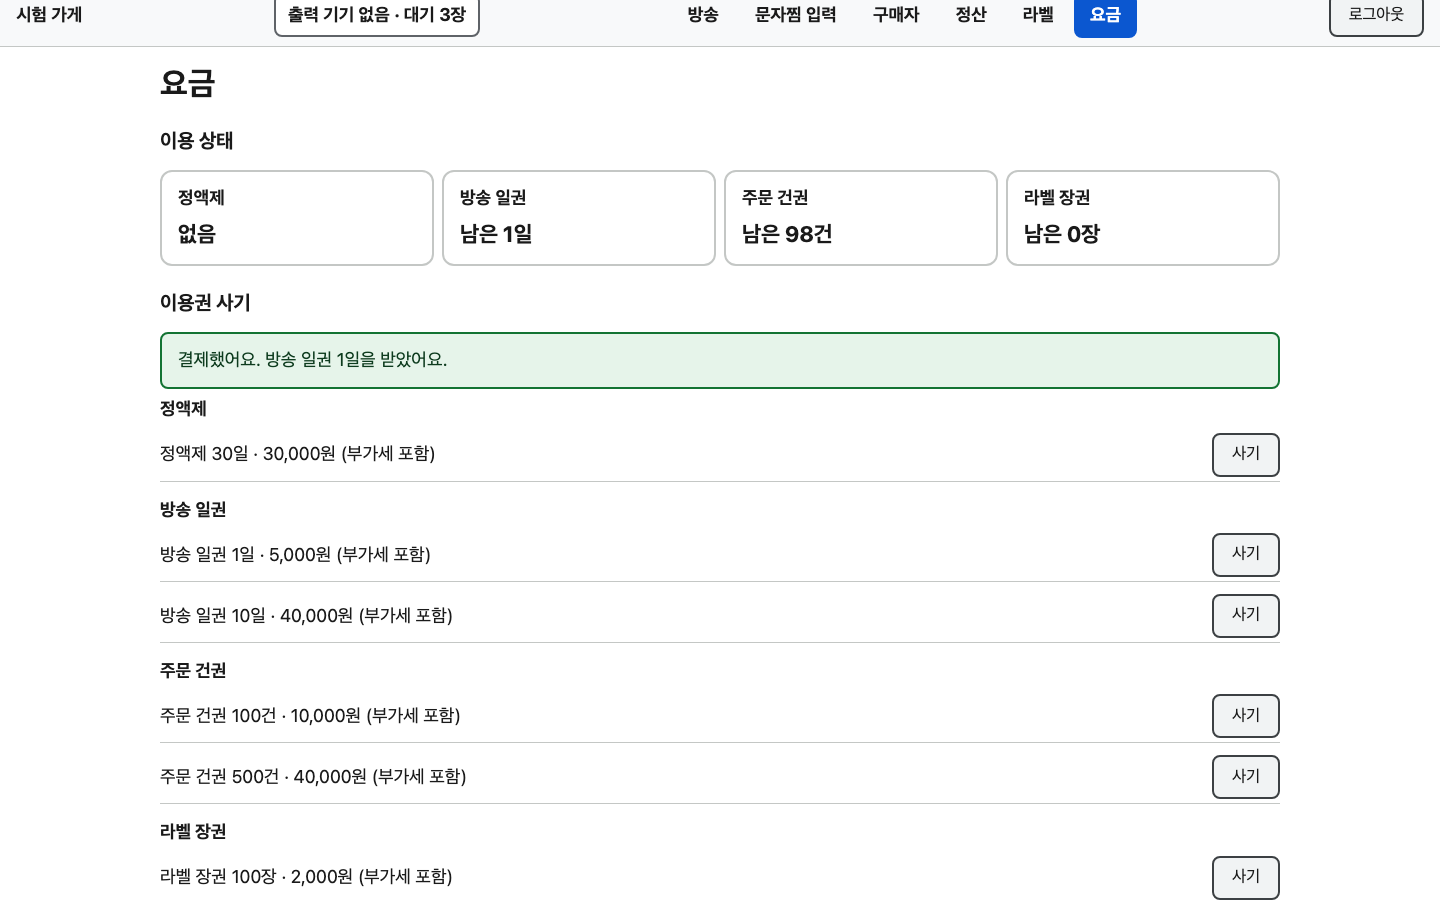 시험 가게
출력 기기 없음 · 대기 3장
방송 문자찜 입력 구매자 정산 라벨 요금
로그아웃
요금
이용 상태
정액제
없음
방송 일권
남은 1일
주문 건권
남은 98건
라벨 장권
남은 0장
이용권 사기
결제했어요. 방송 일권 1일을 받았어요.
정액제
정액제 30일 · 30,000원 (부가세 포함)
사기
방송 일권
방송 일권 1일 · 5,000원 (부가세 포함)
사기
방송 일권 10일 · 40,000원 (부가세 포함)
사기
주문 건권
주문 건권 100건 · 10,000원 (부가세 포함)
사기
주문 건권 500건 · 40,000원 (부가세 포함)
사기
라벨 장권
라벨 장권 100장 · 2,000원 (부가세 포함)
사기